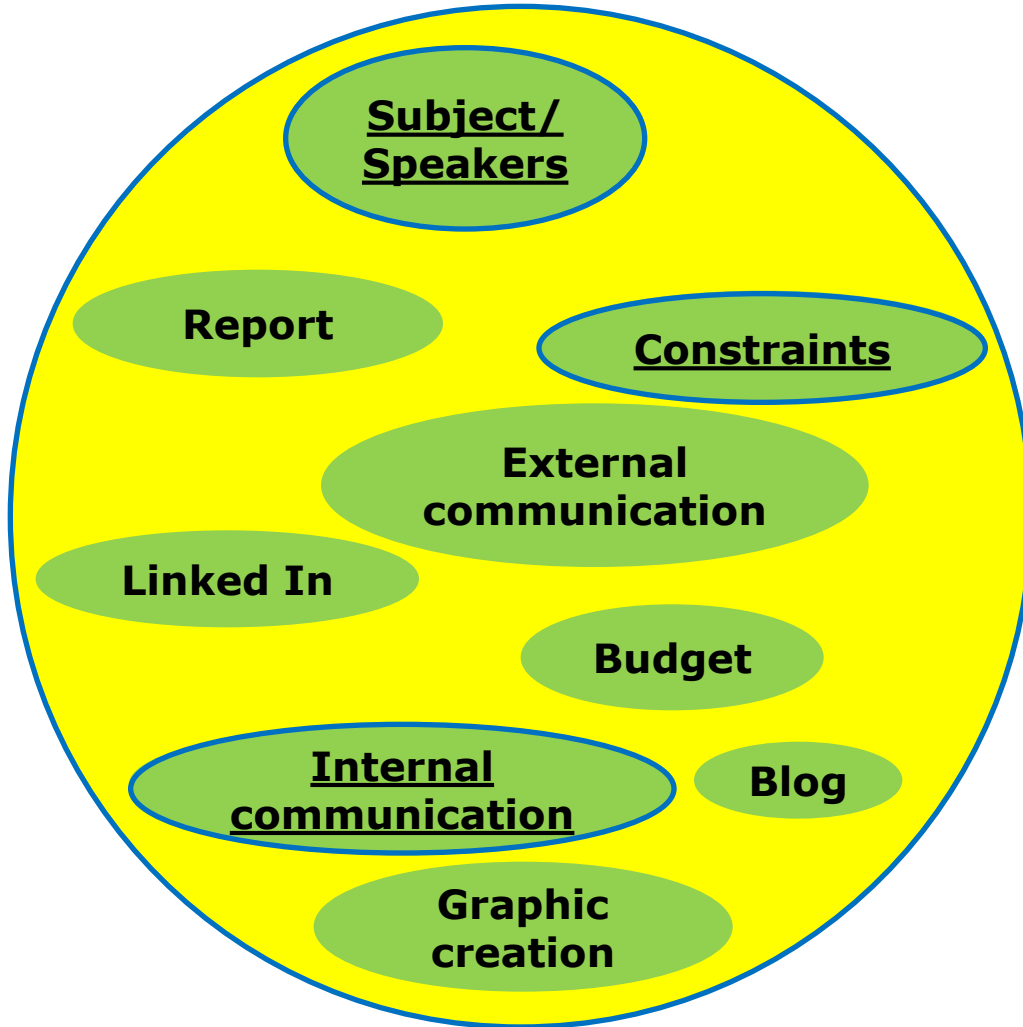 Subject/
Speakers
Report
Constraints
External
communication
Linked In
Budget
Internal
communication
Blog
Graphic
creation